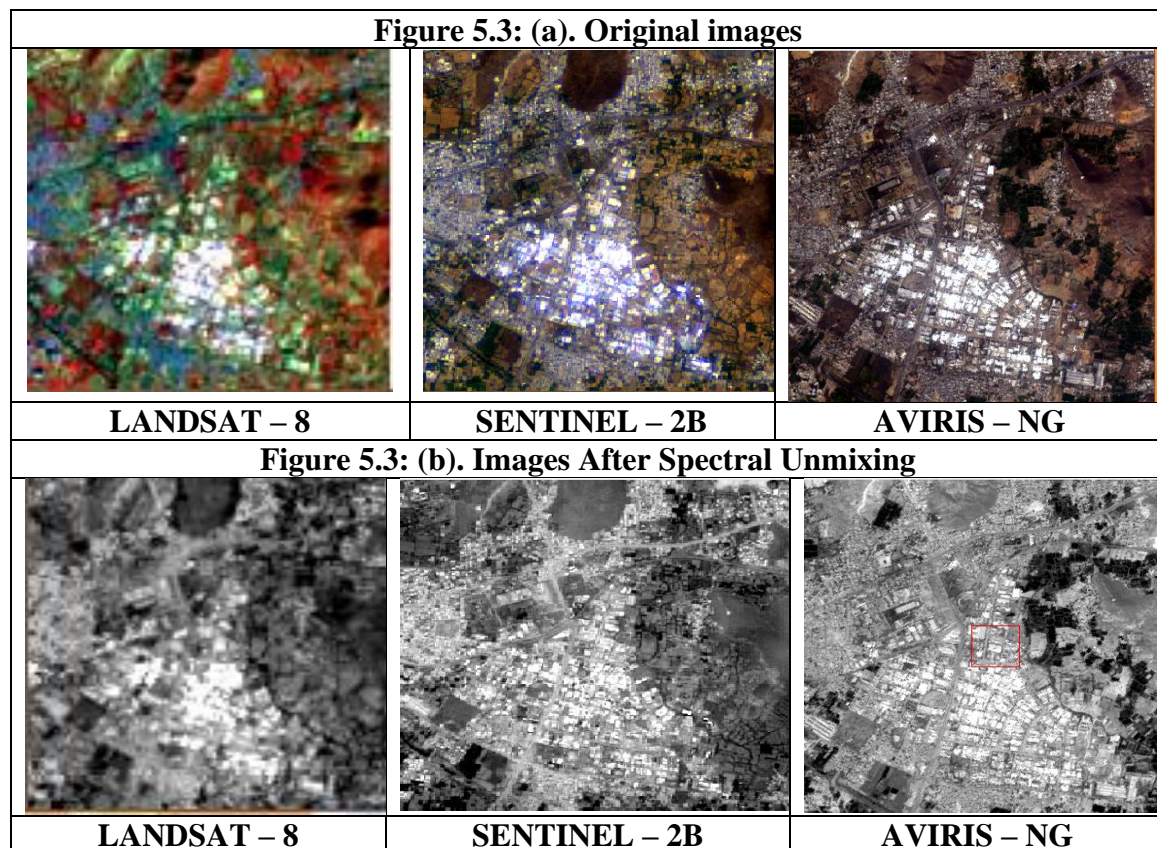 Figure 5.3: (a). Original images
LANDSAT – 8 SENTINEL – 2B AVIRIS – NG
Figure 5.3: (b). Images After Spectral Unmixing
LANDSAT – 8 SENTINEL – 2B AVIRIS – NG